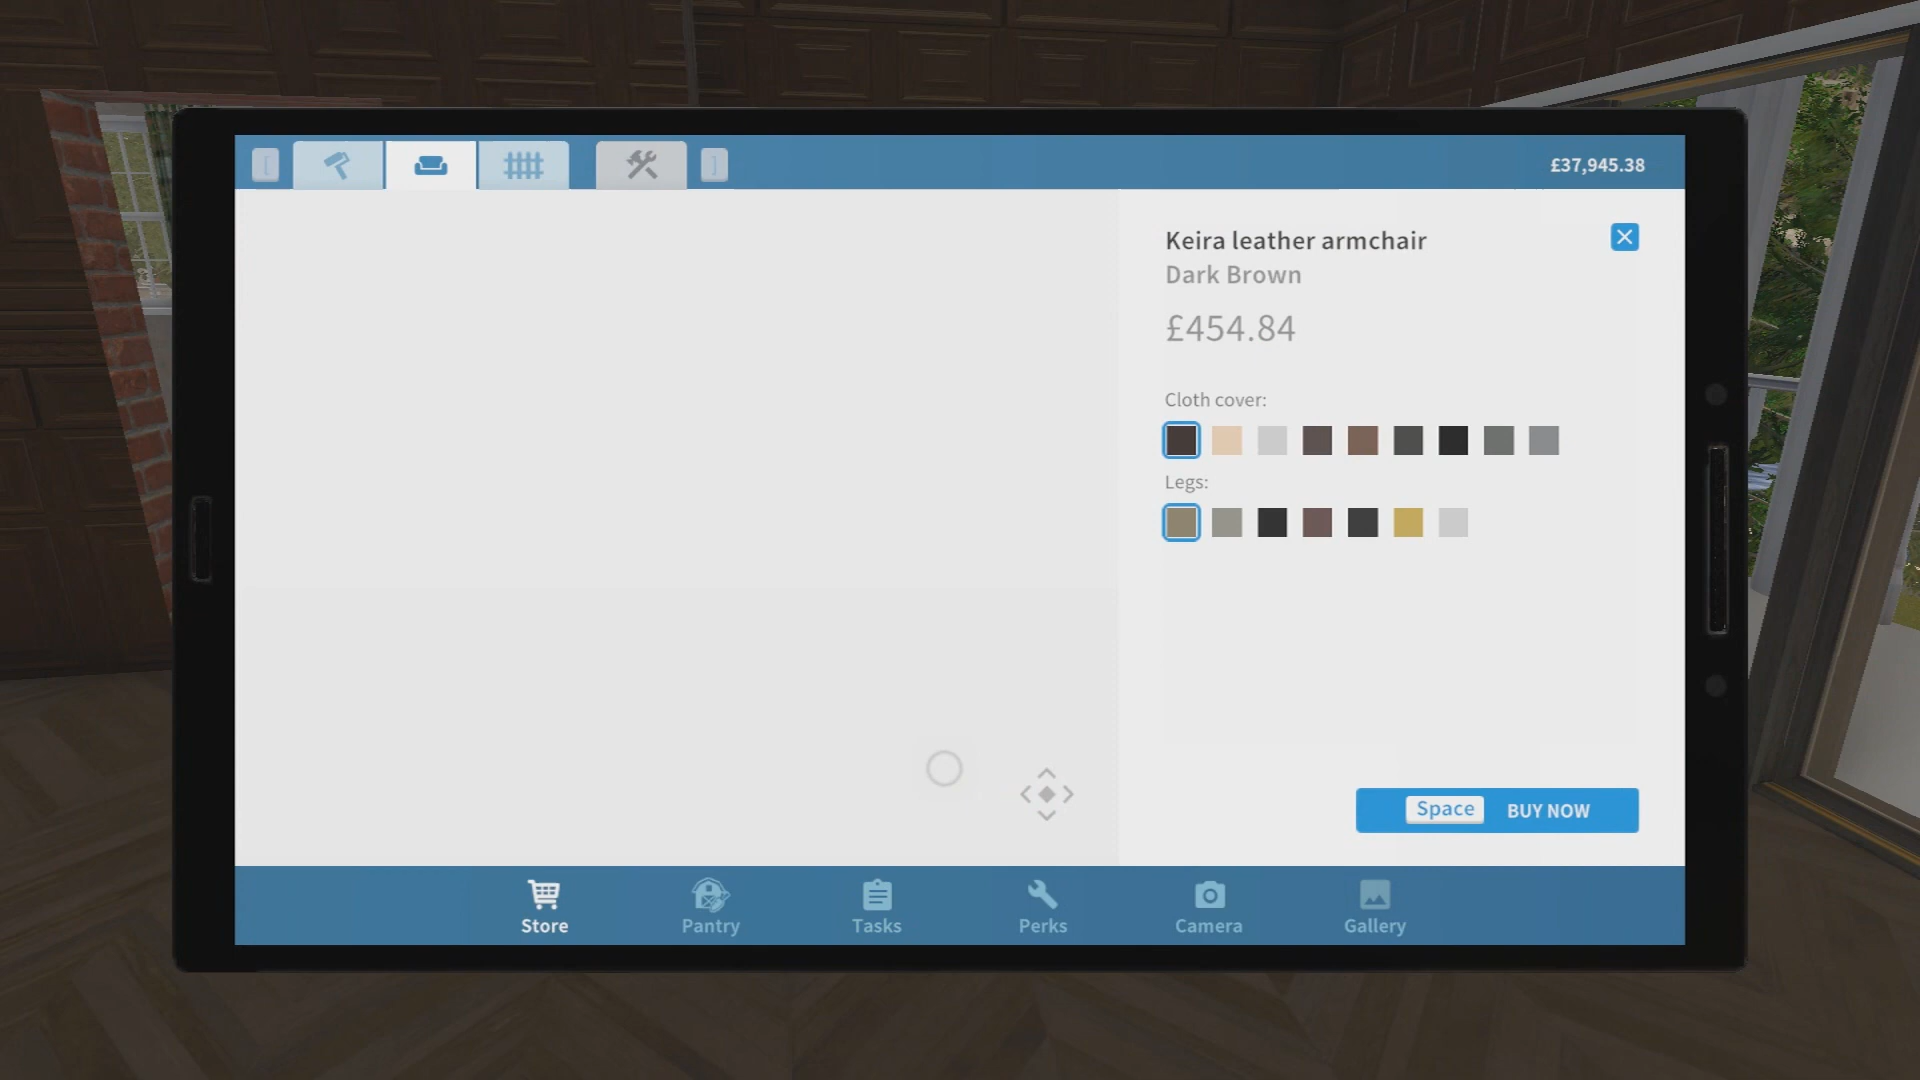 [
]
£37,945.38
Keira leather armchair
Dark Brown
£454.84
Cloth cover:
Legs:
Space BUY NOW
Store
Pantry
Tasks
Perks
Camera
Gallery